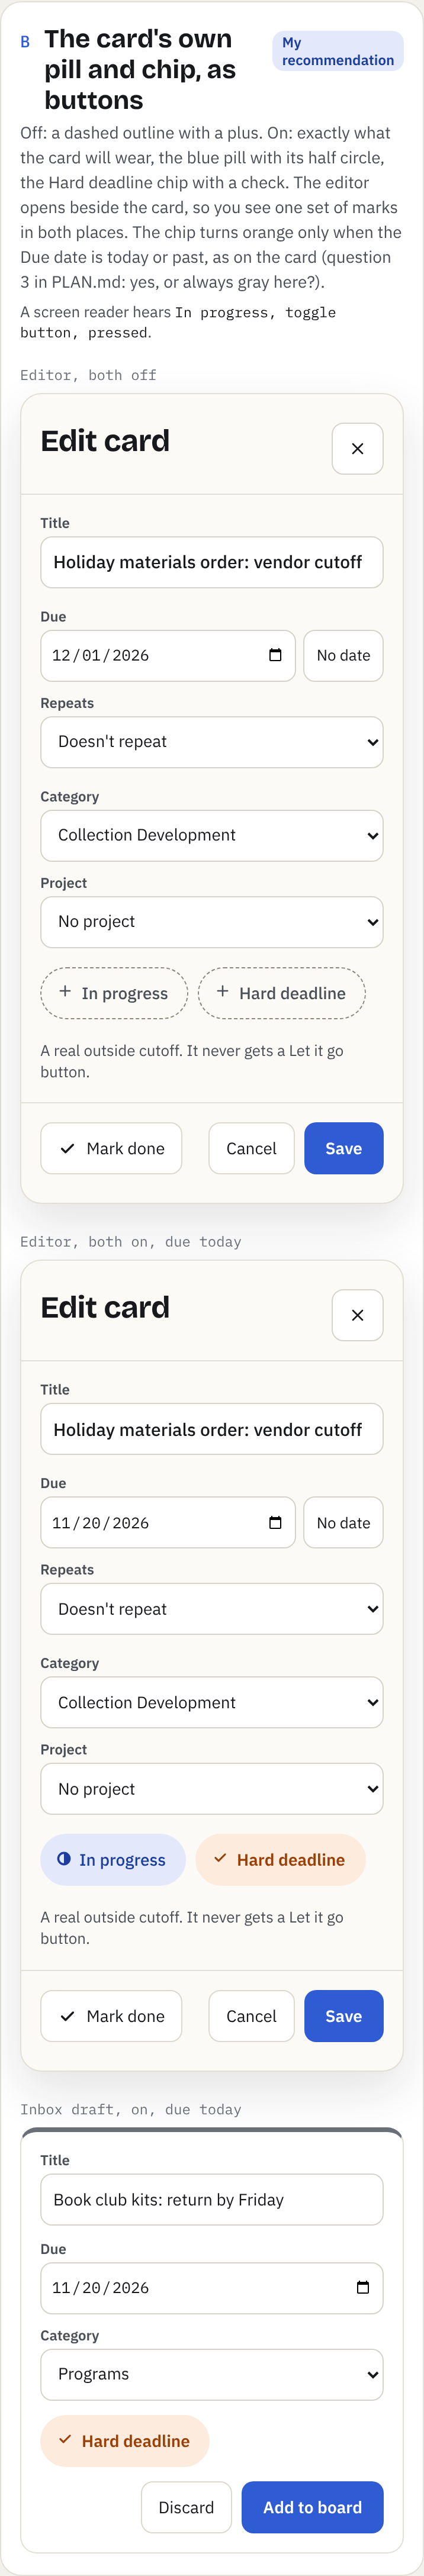 B
The card's own
pill and chip, as
buttons
My
recommendation
Off: a dashed outline with a plus. On: exactly what
the card will wear, the blue pill with its half circle,
the Hard deadline chip with a check. The editor
opens beside the card, so you see one set of marks
in both places. The chip turns orange only when the
Due date is today or past, as on the card (question
3 in PLAN.md: yes, or always gray here?).
A screen reader hears In progress, toggle
button, pressed.
Editor, both off
Edit card
Title
Holiday materials order: vendor cutoff
Due
12/01/2026
No date
Repeats
Doesn't repeat
Category
Collection Development
Project
No project
In progress
Hard deadline
A real outside cutoff. It never gets a Let it go
button.
Mark done
Cancel
Save
Editor, both on, due today
Edit card
Title
Holiday materials order: vendor cutoff
Due
11/20/2026
No date
Repeats
Doesn't repeat
Category
Collection Development
Project
No project
In progress
Hard deadline
A real outside cutoff. It never gets a Let it go
button.
Mark done
Cancel
Save
Inbox draft, on, due today
Title
Book club kits: return by Friday
Due
11/20/2026
Category
Programs
Hard deadline
Discard
Add to board